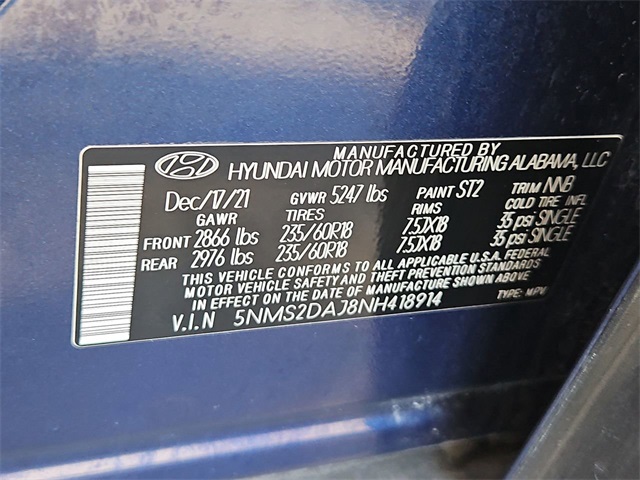 MANUFACTURED BY
HYUNDAI MOTOR MANUFACTURING ALABAMA, LLC
Dec/17/21 GVWR 5247 lbs PAINT ST2 TRIM NNB
GAWR TIRES RIMS COLD TIRE INFL
FRONT 2866 lbs 235/60R18 7.5JX18 35 psi SINGLE
REAR 2976 lbs 235/60R18 7.5JX18 35 psi SINGLE
THIS VEHICLE CONFORMS TO ALL APPLICABLE U.S.A. FEDERAL
MOTOR VEHICLE SAFETY AND THEFT PREVENTION STANDARDS
IN EFFECT ON THE DATE OF MANUFACTURE SHOWN ABOVE
V.I.N 5NMS2DAJ8NH418914 TYPE: MPV